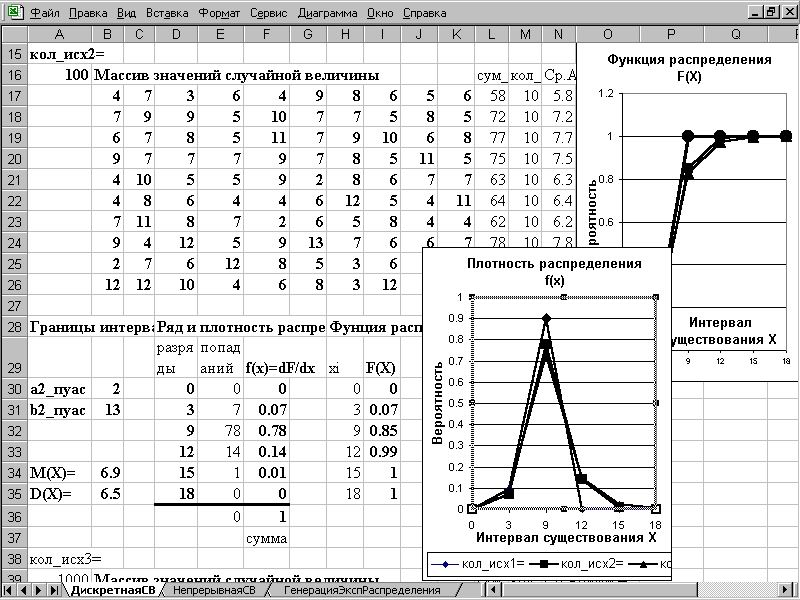 Файл Правка Вид Вставка Формат Сервис Диаграмма Окно Справка
A B C D E F G H I J K L M N O P Q
15 кол_исх2=
16 100 Массив значений случайной величины сум_ кол_ Ср.А
17 4 7 3 6 4 9 8 6 5 6 58 10 5.8
18 7 9 9 5 10 7 7 5 8 5 72 10 7.2
19 6 7 8 5 11 7 9 10 6 8 77 10 7.7
20 9 7 7 7 9 7 8 5 11 5 75 10 7.5
21 4 10 5 5 9 2 8 6 7 7 63 10 6.3
22 4 8 6 4 4 6 12 5 4 11 64 10 6.4
23 7 11 8 7 2 6 5 8 4 4 62 10 6.2
24 9 4 12 5 9 13 7 6 6 7 78 10 7.8
25 2 7 6 12 8 5 3 6
26 12 12 10 4 6 8 3 12
27
28 Границы интерва Ряд и плотность распре Фунция расп
29 разря ды попад аний f(x)=dF/dx xi F(X)
30 a2_пуас 2 0 0 0 0 0
31 b2_пуас 13 3 7 0.07 3 0.07
32 9 78 0.78 9 0.85
33 12 14 0.14 12 0.99
34 M(X)= 6.9 15 1 0.01 15 1
35 D(X)= 6.5 18 0 0 18 1
36 0 1
37 сумма
38 кол_исх3=
39 1000 Массив значений случайной величины
Функция распределения
F(X)
1.2
1
0.8
0.6
роятность
9 12 15 18
Интервал
уществования X
Плотность распределения
f(x)
Вероятность
1
0.9
0.8
0.7
0.6
0.5
0.4
0.3
0.2
0.1
0
0 3 9 12 15 18
Интервал существования X
кол_исх1= кол_исх2= кс
ДискретнаяСВ НепрерывнаяСВ ГенерацияЭкспРаспределения